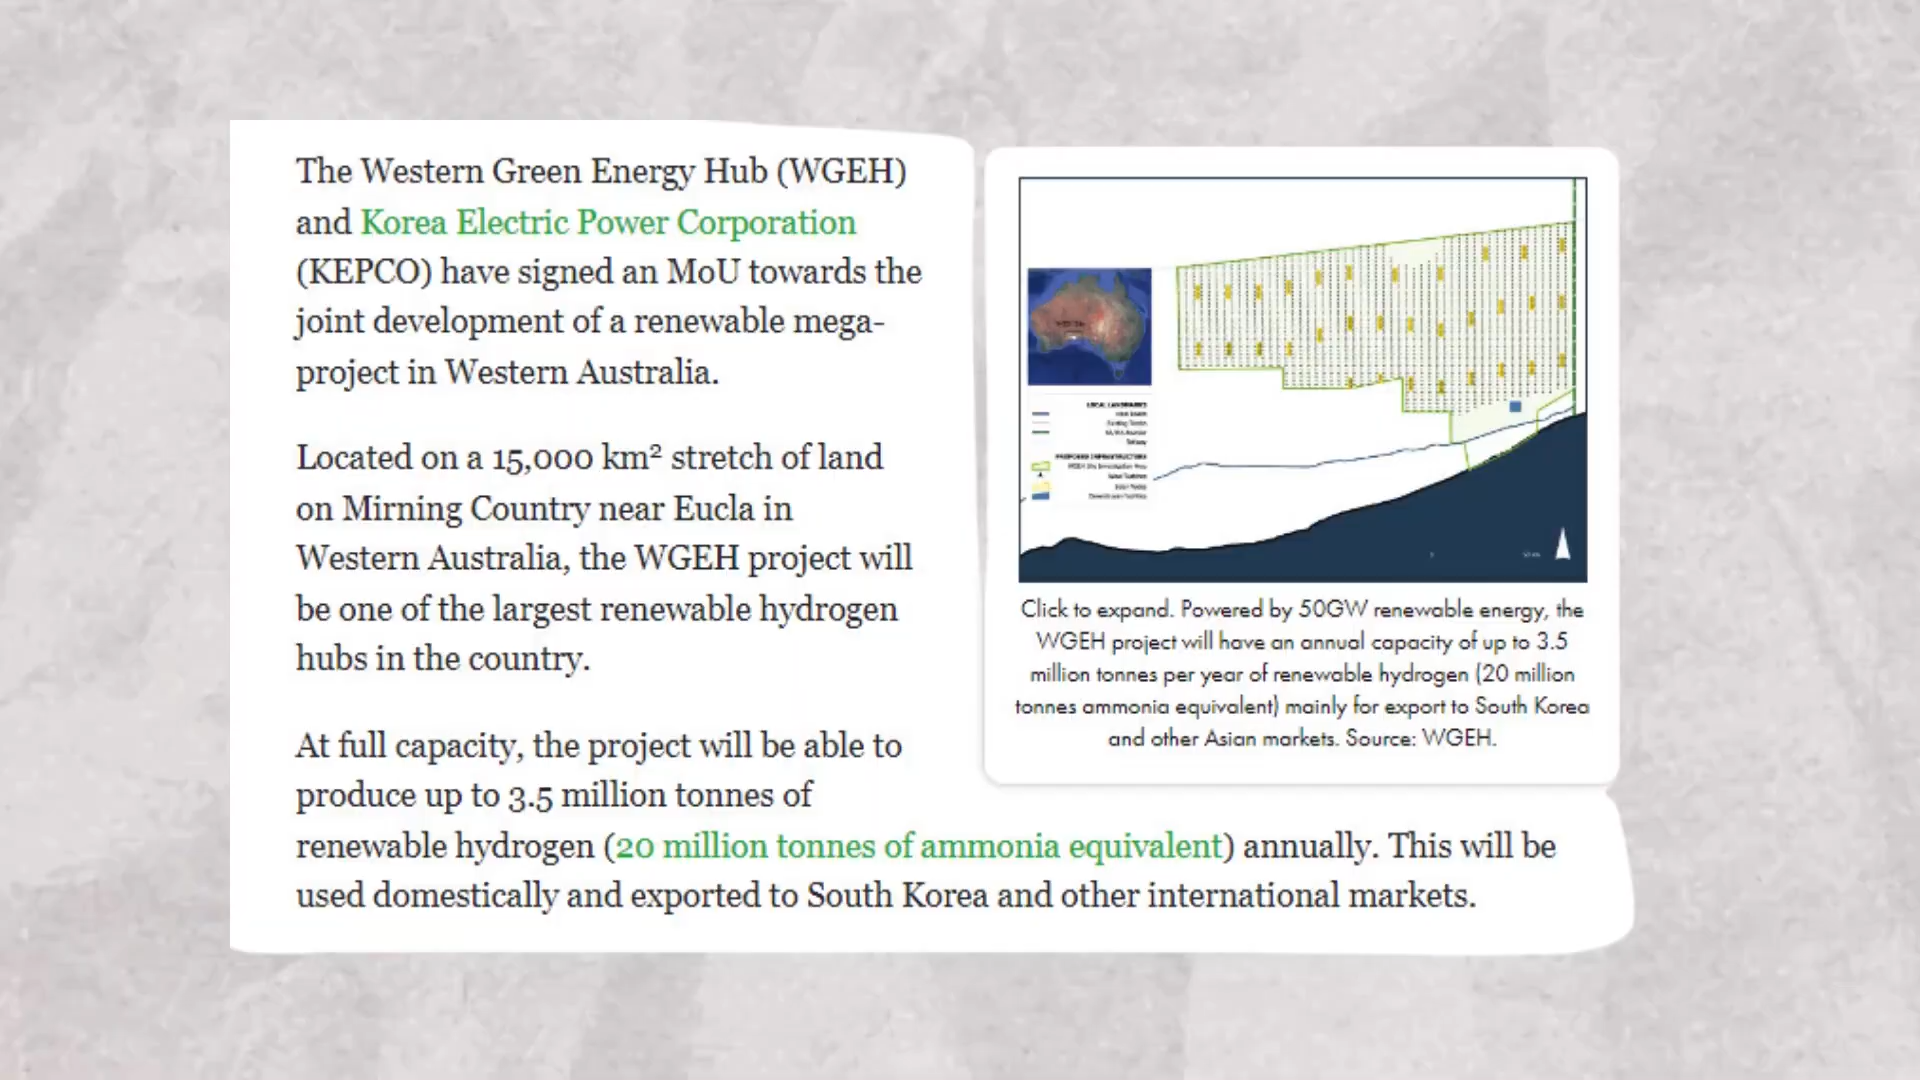 The Western Green Energy Hub (WGEH)
and Korea Electric Power Corporation
(KEPCO) have signed an MoU towards the
joint development of a renewable mega-
project in Western Australia.
Located on a 15,000 km² stretch of land
on Mirning Country near Eucla in
Western Australia, the WGEH project will
be one of the largest renewable hydrogen
hubs in the country.
At full capacity, the project will be able to
produce up to 3.5 million tonnes of
renewable hydrogen (20 million tonnes of ammonia equivalent) annually. This will be
used domestically and exported to South Korea and other international markets.
LOCAL LANDMARKS
PROPOSED INFRASTRUCTURE
Click to expand. Powered by 50GW renewable energy, the
WGEH project will have an annual capacity of up to 3.5
million tonnes per year of renewable hydrogen (20 million
tonnes ammonia equivalent) mainly for export to South Korea
and other Asian markets. Source: WGEH.